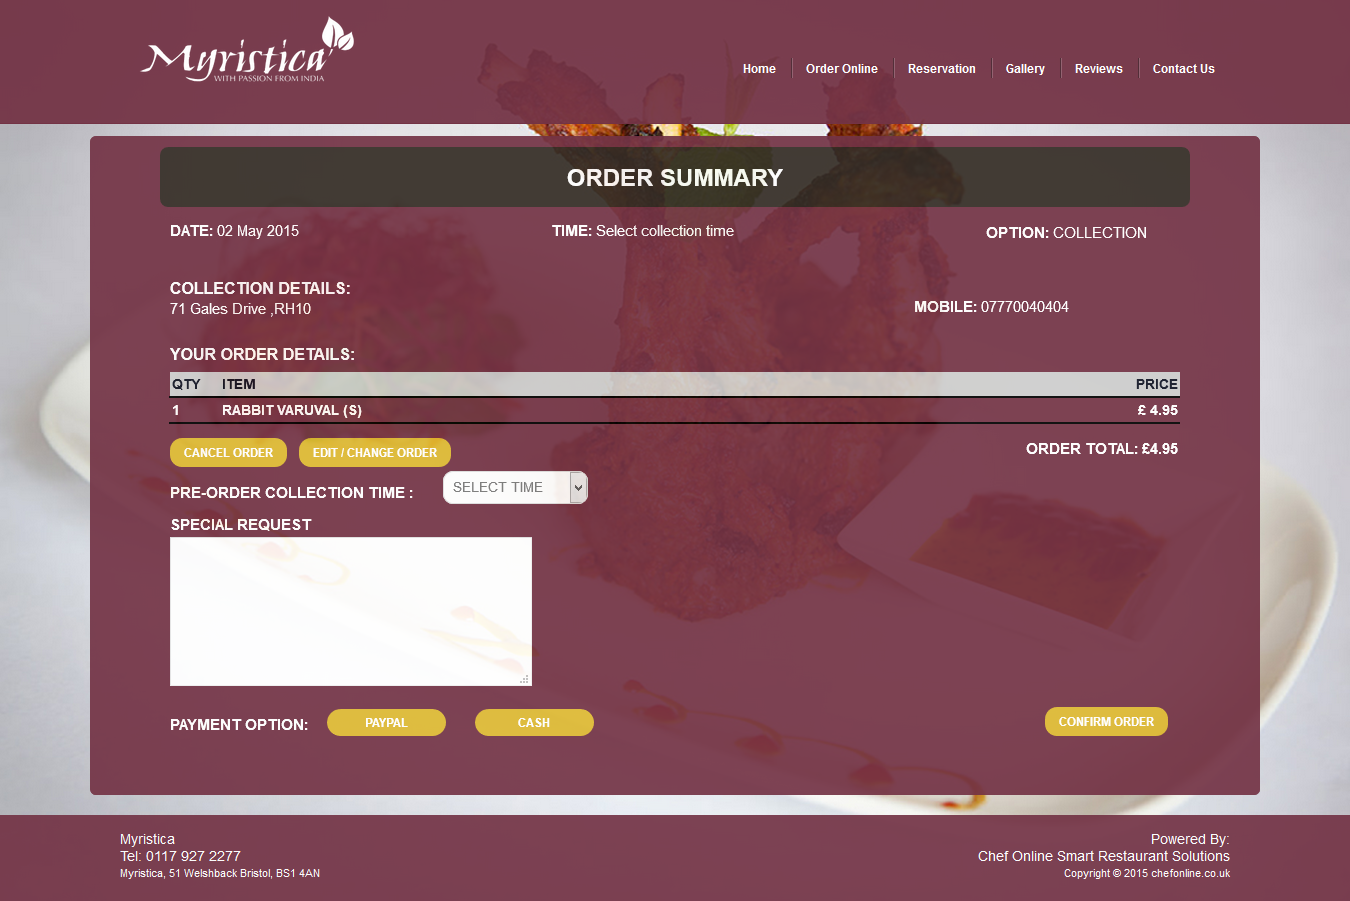 Myristica
WITH PASSION FROM INDIA
Home
Order Online
Reservation
Gallery
Reviews
Contact Us
ORDER SUMMARY
DATE: 02 May 2015
TIME: Select collection time
OPTION: COLLECTION
COLLECTION DETAILS:
71 Gales Drive ,RH10
MOBILE: 07770040404
YOUR ORDER DETAILS:
QTY ITEM PRICE
1 RABBIT VARUVAL (S) £ 4.95
CANCEL ORDER
EDIT / CHANGE ORDER
ORDER TOTAL: £4.95
PRE-ORDER COLLECTION TIME :
SELECT TIME
SPECIAL REQUEST
PAYMENT OPTION:
PAYPAL
CASH
CONFIRM ORDER
Myristica
Tel: 0117 927 2277
Myristica, 51 Welshback Bristol, BS1 4AN
Powered By:
Chef Online Smart Restaurant Solutions
Copyright © 2015 chefonline.co.uk